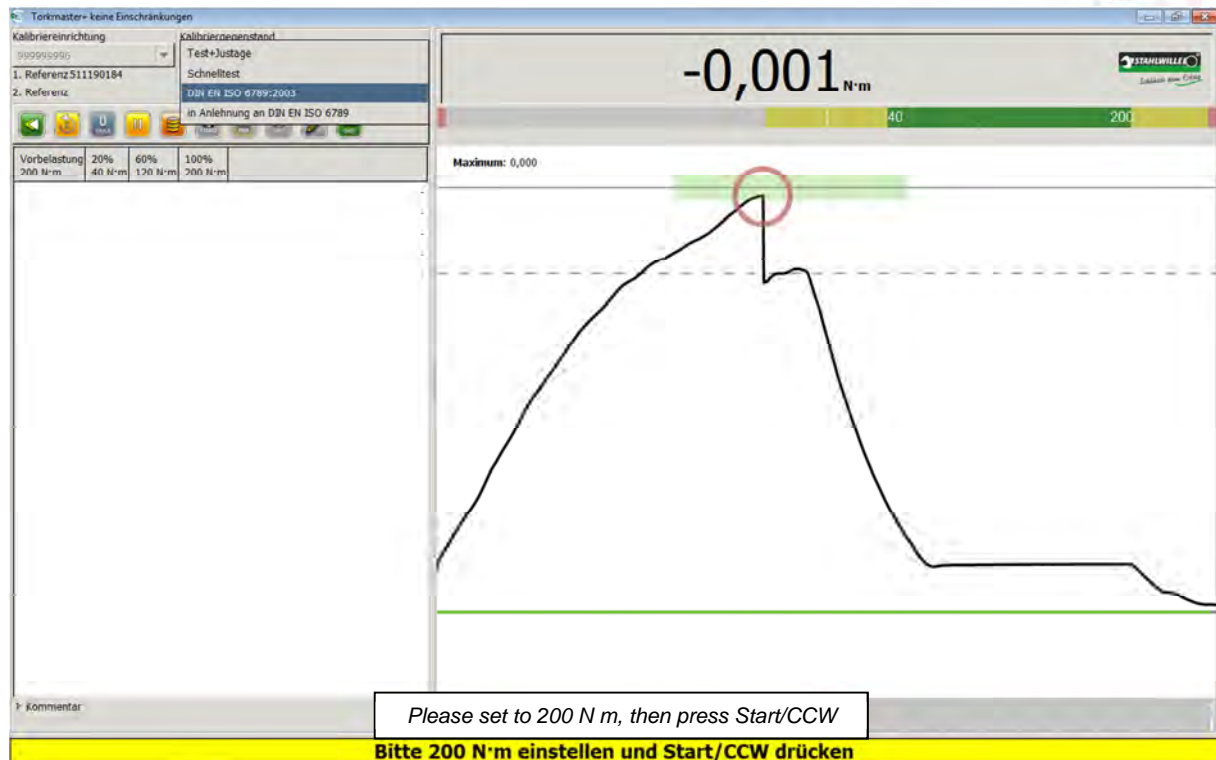 Torkmaster+ keine Einschränkungen
Kalibriereinrichtung
Kalibriergegenstand
999999996
1. Referenz 511190184
2. Referenz
Test+Justage
Schnelltest
DIN EN ISO 6789:2003
in Anlehnung an DIN EN ISO 6789
-0,001 N·m
STAHLWILLE
40
200
Vorbelastung 20% 60% 100%
200 N·m 40 N·m 120 N·m 200 N·m
Maximum: 0,000
Kommentar
Please set to 200 N m, then press Start/CCW
Bitte 200 N·m einstellen und Start/CCW drücken